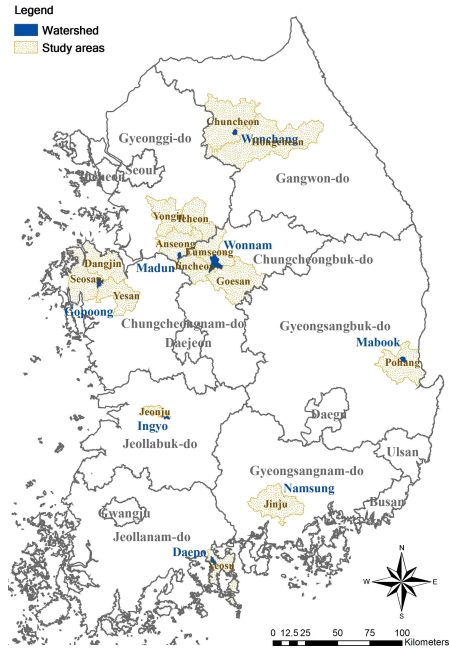 Legend
Watershed
Study areas
Chuncheon
Wonchang
Hongcheon
Gyeonggi-do
Seoul
Incheon
Gangwon-do
Yongin
Icheon
Anseong
Eumseong
Wonnam
Madun
Jincheon
Chungcheongbuk-do
Dangjin
Seosan
Goesan
Yesan
Gopoong
Chungcheongnam-do
Gyeongsangbuk-do
Daejeon
Mabook
Pohang
Jeonju
Ingyo
Daegu
Jeollabuk-do
Ulsan
Gyeongsangnam-do
Namsung
Jinju
Busan
Gwangju
Jeollanam-do
Daepo
Yeosu
N
W E
S
0 12.5 25 50 75 100
Kilometers